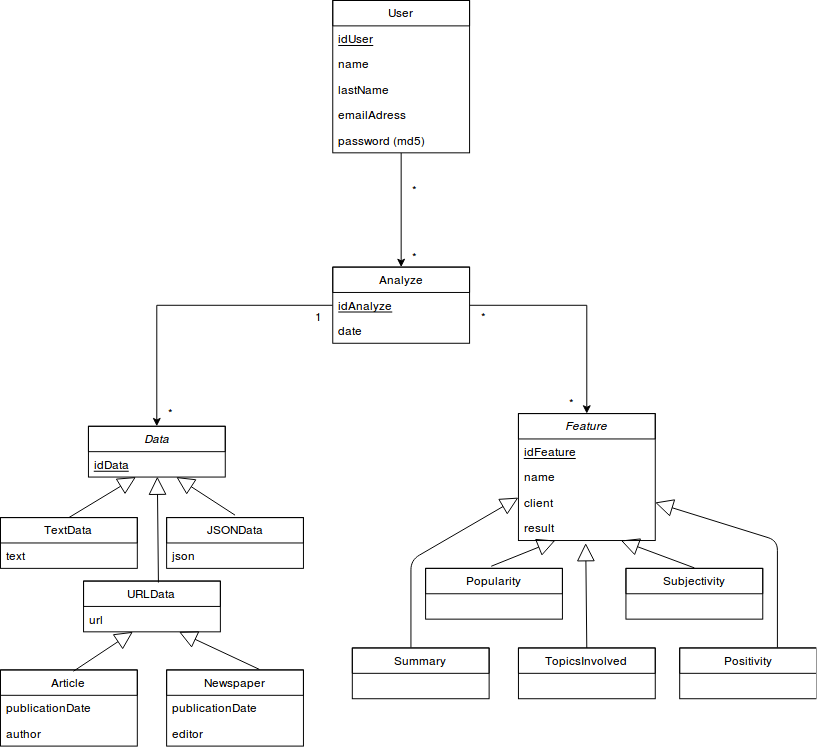 User
idUser
name
lastName
emailAdress
password (md5)
*
*
Analyze
idAnalyze
date
1
*
*
*
Data
idData
Feature
idFeature
name
client
result
TextData
text
JSONData
json
URLData
url
Popularity
Subjectivity
Summary
TopicsInvolved
Positivity
Article
publicationDate
author
Newspaper
publicationDate
editor